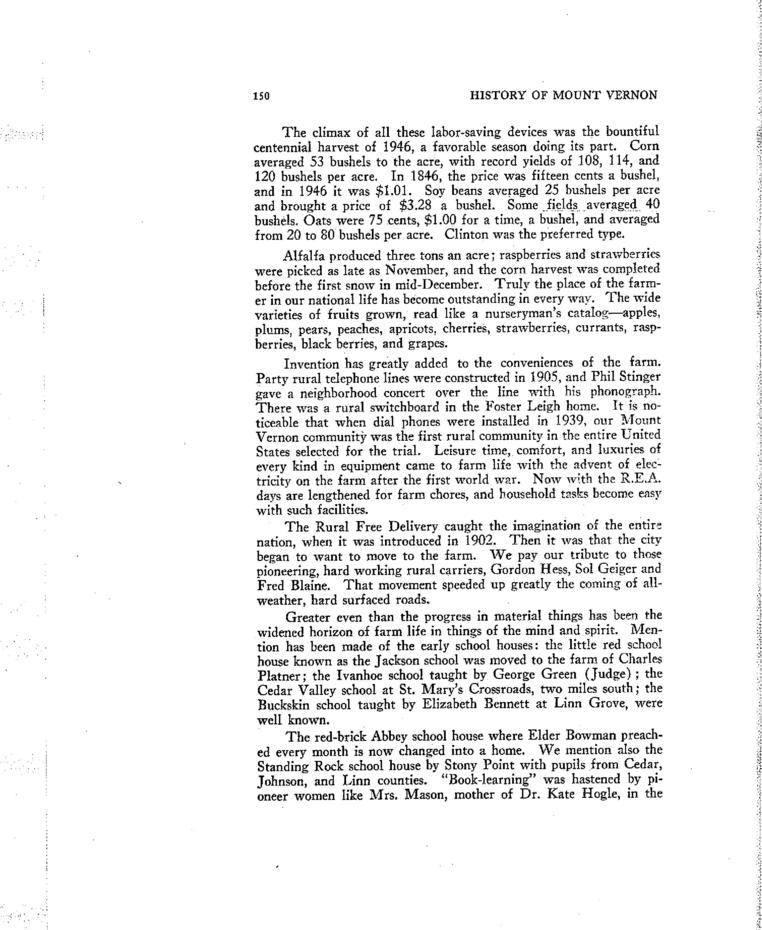 150 HISTORY OF MOUNT VERNON
The climax of all these labor-saving devices was the bountiful
centennial harvest of 1946, a favorable season doing its part. Corn
averaged 53 bushels to the acre, with record yields of 108, 114, and
120 bushels per acre. In 1846, the price was fifteen cents a bushel,
and in 1946 it was $1.01. Soy beans averaged 25 bushels per acre
and brought a price of $3.28 a bushel. Some fields averaged 40
bushels. Oats were 75 cents, $1.00 for a time, a bushel, and averaged
from 20 to 80 bushels per acre. Clinton was the preferred type.
Alfalfa produced three tons an acre; raspberries and strawberries
were picked as late as November, and the corn harvest was completed
before the first snow in mid-December. Truly the place of the farm-
er in our national life has become outstanding in every way. The wide
varieties of fruits grown, read like a nurseryman's catalog—apples,
plums, pears, peaches, apricots, cherries, strawberries, currants, rasp-
berries, black berries, and grapes.
Invention has greatly added to the conveniences of the farm.
Party rural telephone lines were constructed in 1905, and Phil Stinger
gave a neighborhood concert over the line with his phonograph.
There was a rural switchboard in the Foster Leigh home. It is no-
ticeable that when dial phones were installed in 1939, our Mount
Vernon community was the first rural community in the entire United
States selected for the trial. Leisure time, comfort, and luxuries of
every kind in equipment came to farm life with the advent of elec-
tricity on the farm after the first world war. Now with the R.E.A.
days are lengthened for farm chores, and household tasks become easy
with such facilities.
The Rural Free Delivery caught the imagination of the entire
nation, when it was introduced in 1902. Then it was that the city
began to want to move to the farm. We pay our tribute to those
pioneering, hard working rural carriers, Gordon Hess, Sol Geiger and
Fred Blaine. That movement speeded up greatly the coming of all-
weather, hard surfaced roads.
Greater even than the progress in material things has been the
widened horizon of farm life in things of the mind and spirit. Men-
tion has been made of the early school houses: the little red school
house known as the Jackson school was moved to the farm of Charles
Platner; the Ivanhoe school taught by George Green (Judge); the
Cedar Valley school at St. Mary's Crossroads, two miles south; the
Buckskin school taught by Elizabeth Bennett at Linn Grove, were
well known.
The red-brick Abbey school house where Elder Bowman preach-
ed every month is now changed into a home. We mention also the
Standing Rock school house by Stony Point with pupils from Cedar,
Johnson, and Linn counties. "Book-learning" was hastened by pi-
oneer women like Mrs. Mason, mother of Dr. Kate Hogle, in the